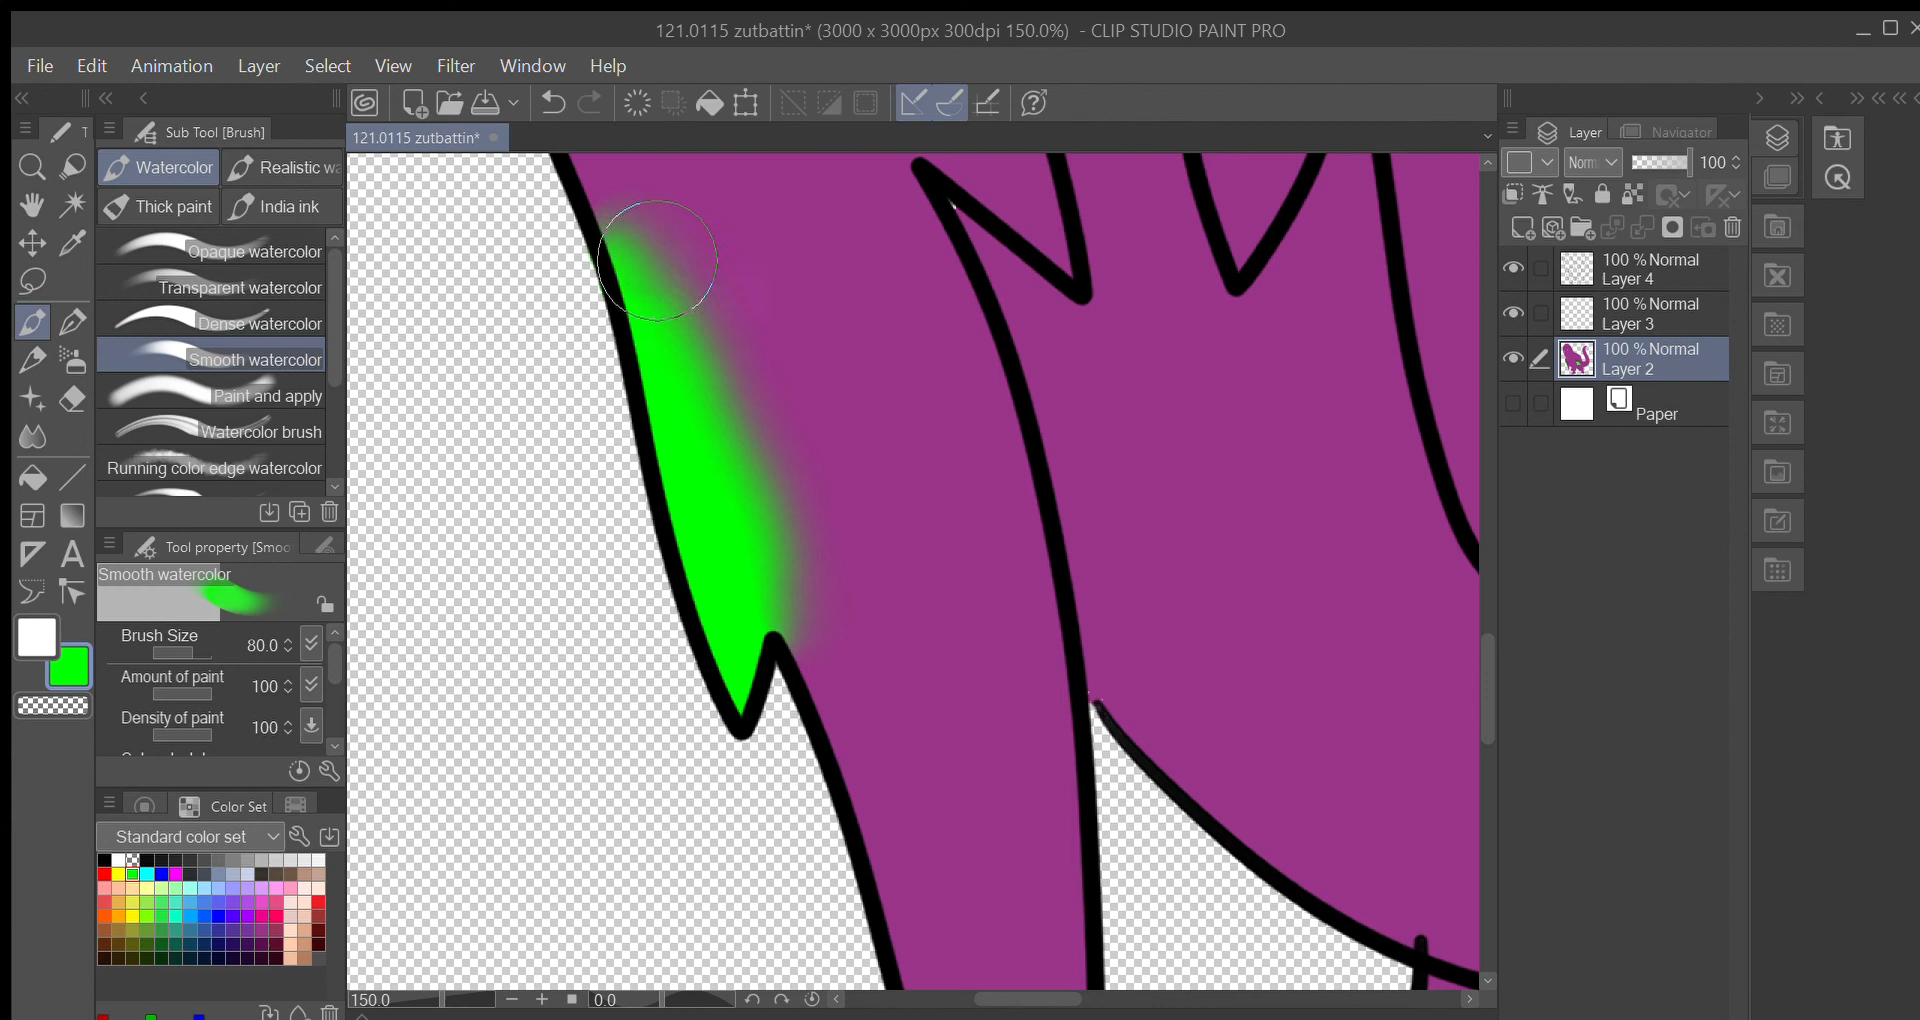 121.0115 zutbattin* (3000 x 3000px 300dpi 150.0%) - CLIP STUDIO PAINT PRO
File Edit Animation Layer Select View Filter Window Help
121.0115 zutbattin*
T
Sub Tool [Brush]
Watercolor
Realistic wa
Thick paint
India ink
Opaque watercolor
Transparent watercolor
Dense watercolor
Smooth watercolor
Paint and apply
Watercolor brush
Running color edge watercolor
Tool property [Smoo
Smooth watercolor
Brush Size 80.0
Amount of paint 100
Density of paint 100
Color Set
Standard color set
150.0
0.0
Layer
Navigator
Norm
100
100 % Normal
Layer 4
100 % Normal
Layer 3
100 % Normal
Layer 2
Paper